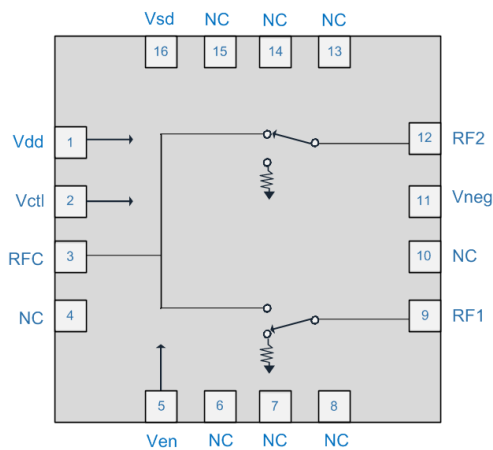 Vsd NC NC NC
16 15 14 13
Vdd 1 12 RF2
Vctl 2 11 Vneg
RFC 3 10 NC
NC 4 9 RF1
5 6 7 8
Ven NC NC NC